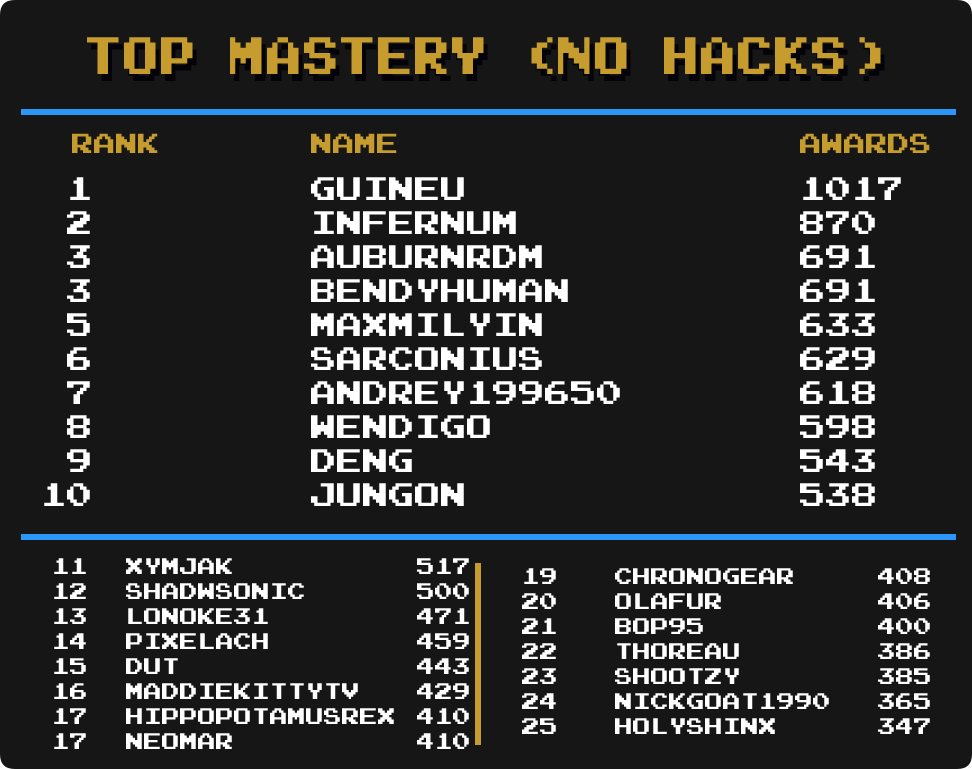 TOP MASTERY (NO HACKS)
RANK NAME AWARDS
1 GUINEU 1017
2 INFERNUM 870
3 AUBURNRDM 691
3 BENDYHUMAN 691
5 MAXMILYIN 633
6 SARCONIUS 629
7 ANDREY199650 618
8 WENDIGO 598
9 DENG 543
10 JUNGON 538
11 XYMJAK 517
12 SHADWSONIC 500
13 LONOKE31 471
14 PIXELACH 459
15 DUT 443
16 MADDIEKITTYTV 429
17 HIPPOPOTAMUSREX 410
17 NEOMAR 410
19 CHRONOGEAR 408
20 OLAFUR 406
21 BOP95 400
22 THOREAU 386
23 SHOOTZY 385
24 NICKGOAT1990 365
25 HOLYSHINX 347